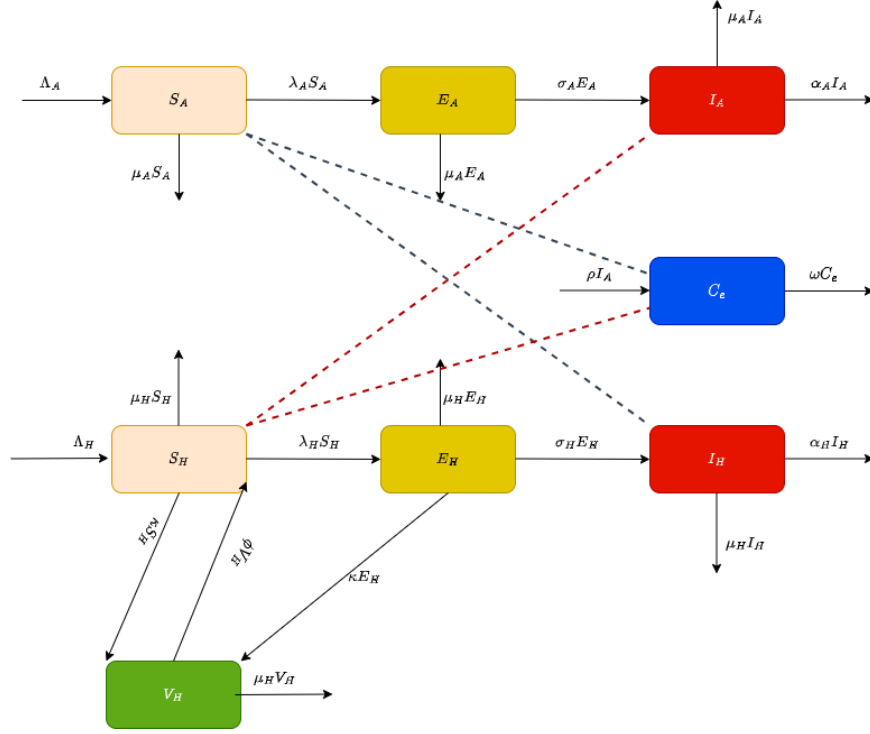 μ_A I_A
Λ_A
S_A
λ_A S_A
E_A
σ_A E_A
I_A
α_A I_A
μ_A S_A
μ_A E_A
ρI_A
C_e
ωC_e
μ_H S_H
μ_H E_H
Λ_H
S_H
λ_H S_H
E_H
σ_H E_H
I_H
α_H I_H
κS_H
ϕV_H
κE_H
μ_H I_H
V_H
μ_H V_H